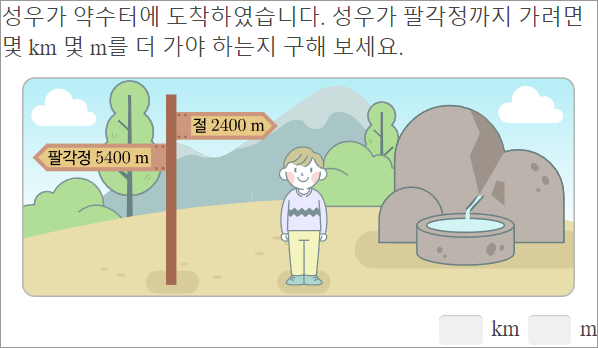 성우가 약수터에 도착하였습니다. 성우가 팔각정까지 가려면
몇 km 몇 m를 더 가야 하는지 구해 보세요.
절 2400 m
팔각정 5400 m
km m